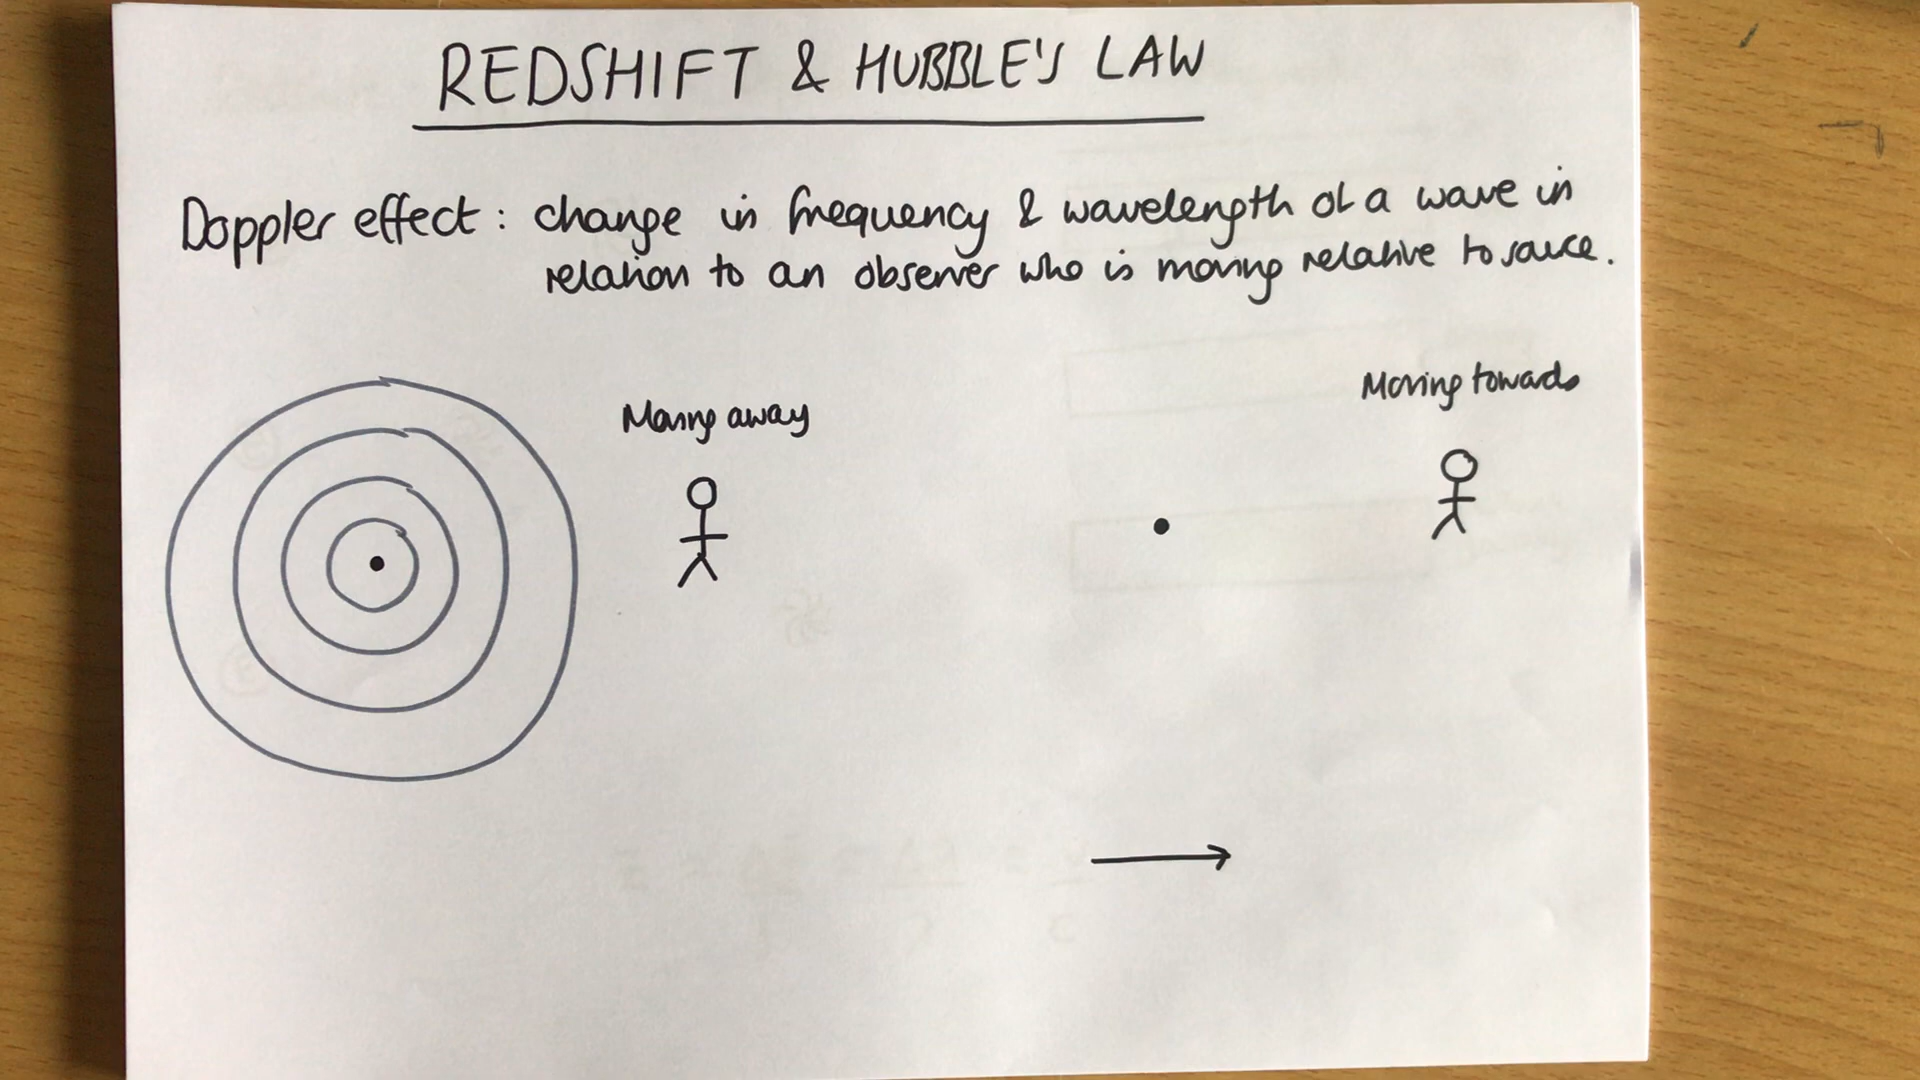 REDSHIFT & HUBBLE'S LAW
Doppler effect : change in frequency & wavelength of a wave in
relation to an observer who is moving relative to source.
Moving away
Moving towards